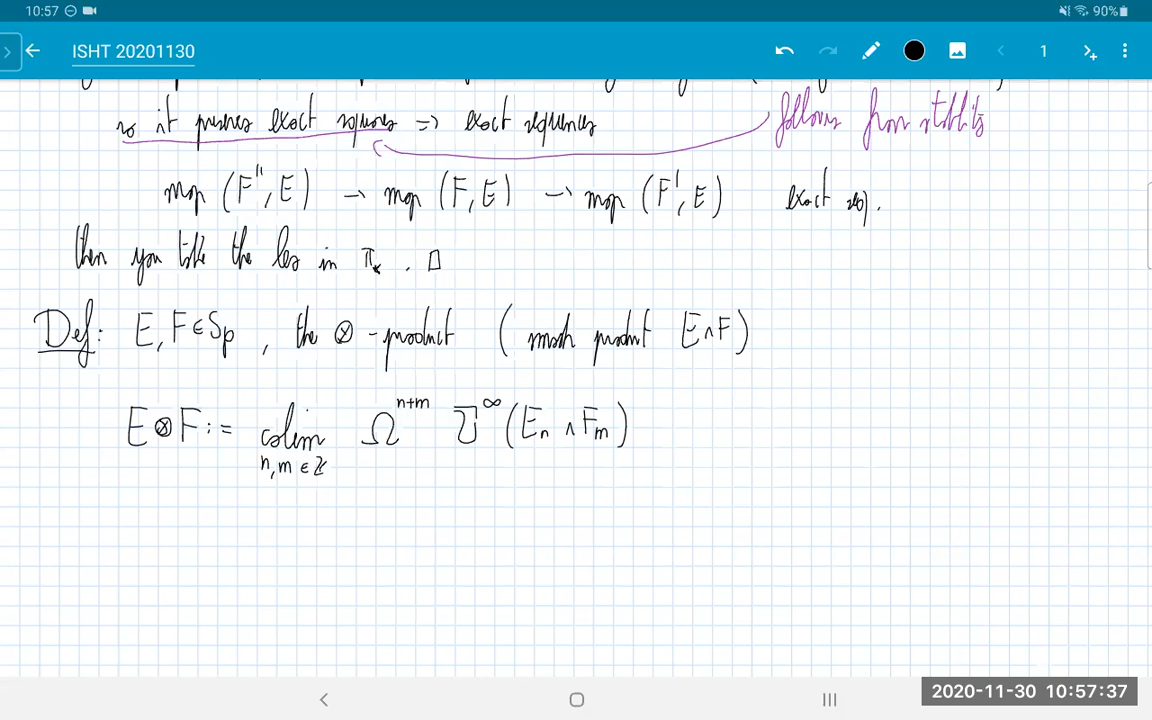 10:57 90%
ISHT 20201130 1
so it preserves exact squares ⇒ exact sequences follows from stability
map (F'', E) → map (F, E) → map (F', E) exact seq.
then you take the les in π_* . □
Def: E, F ∈ Sp , the ⊗ -product ( smash product E∧F )
E ⊗ F := colim_{n, m ∈ ℤ} Ω^{n+m} Σ^∞ (E_n ∧ F_m)
2020-11-30 10:57:37